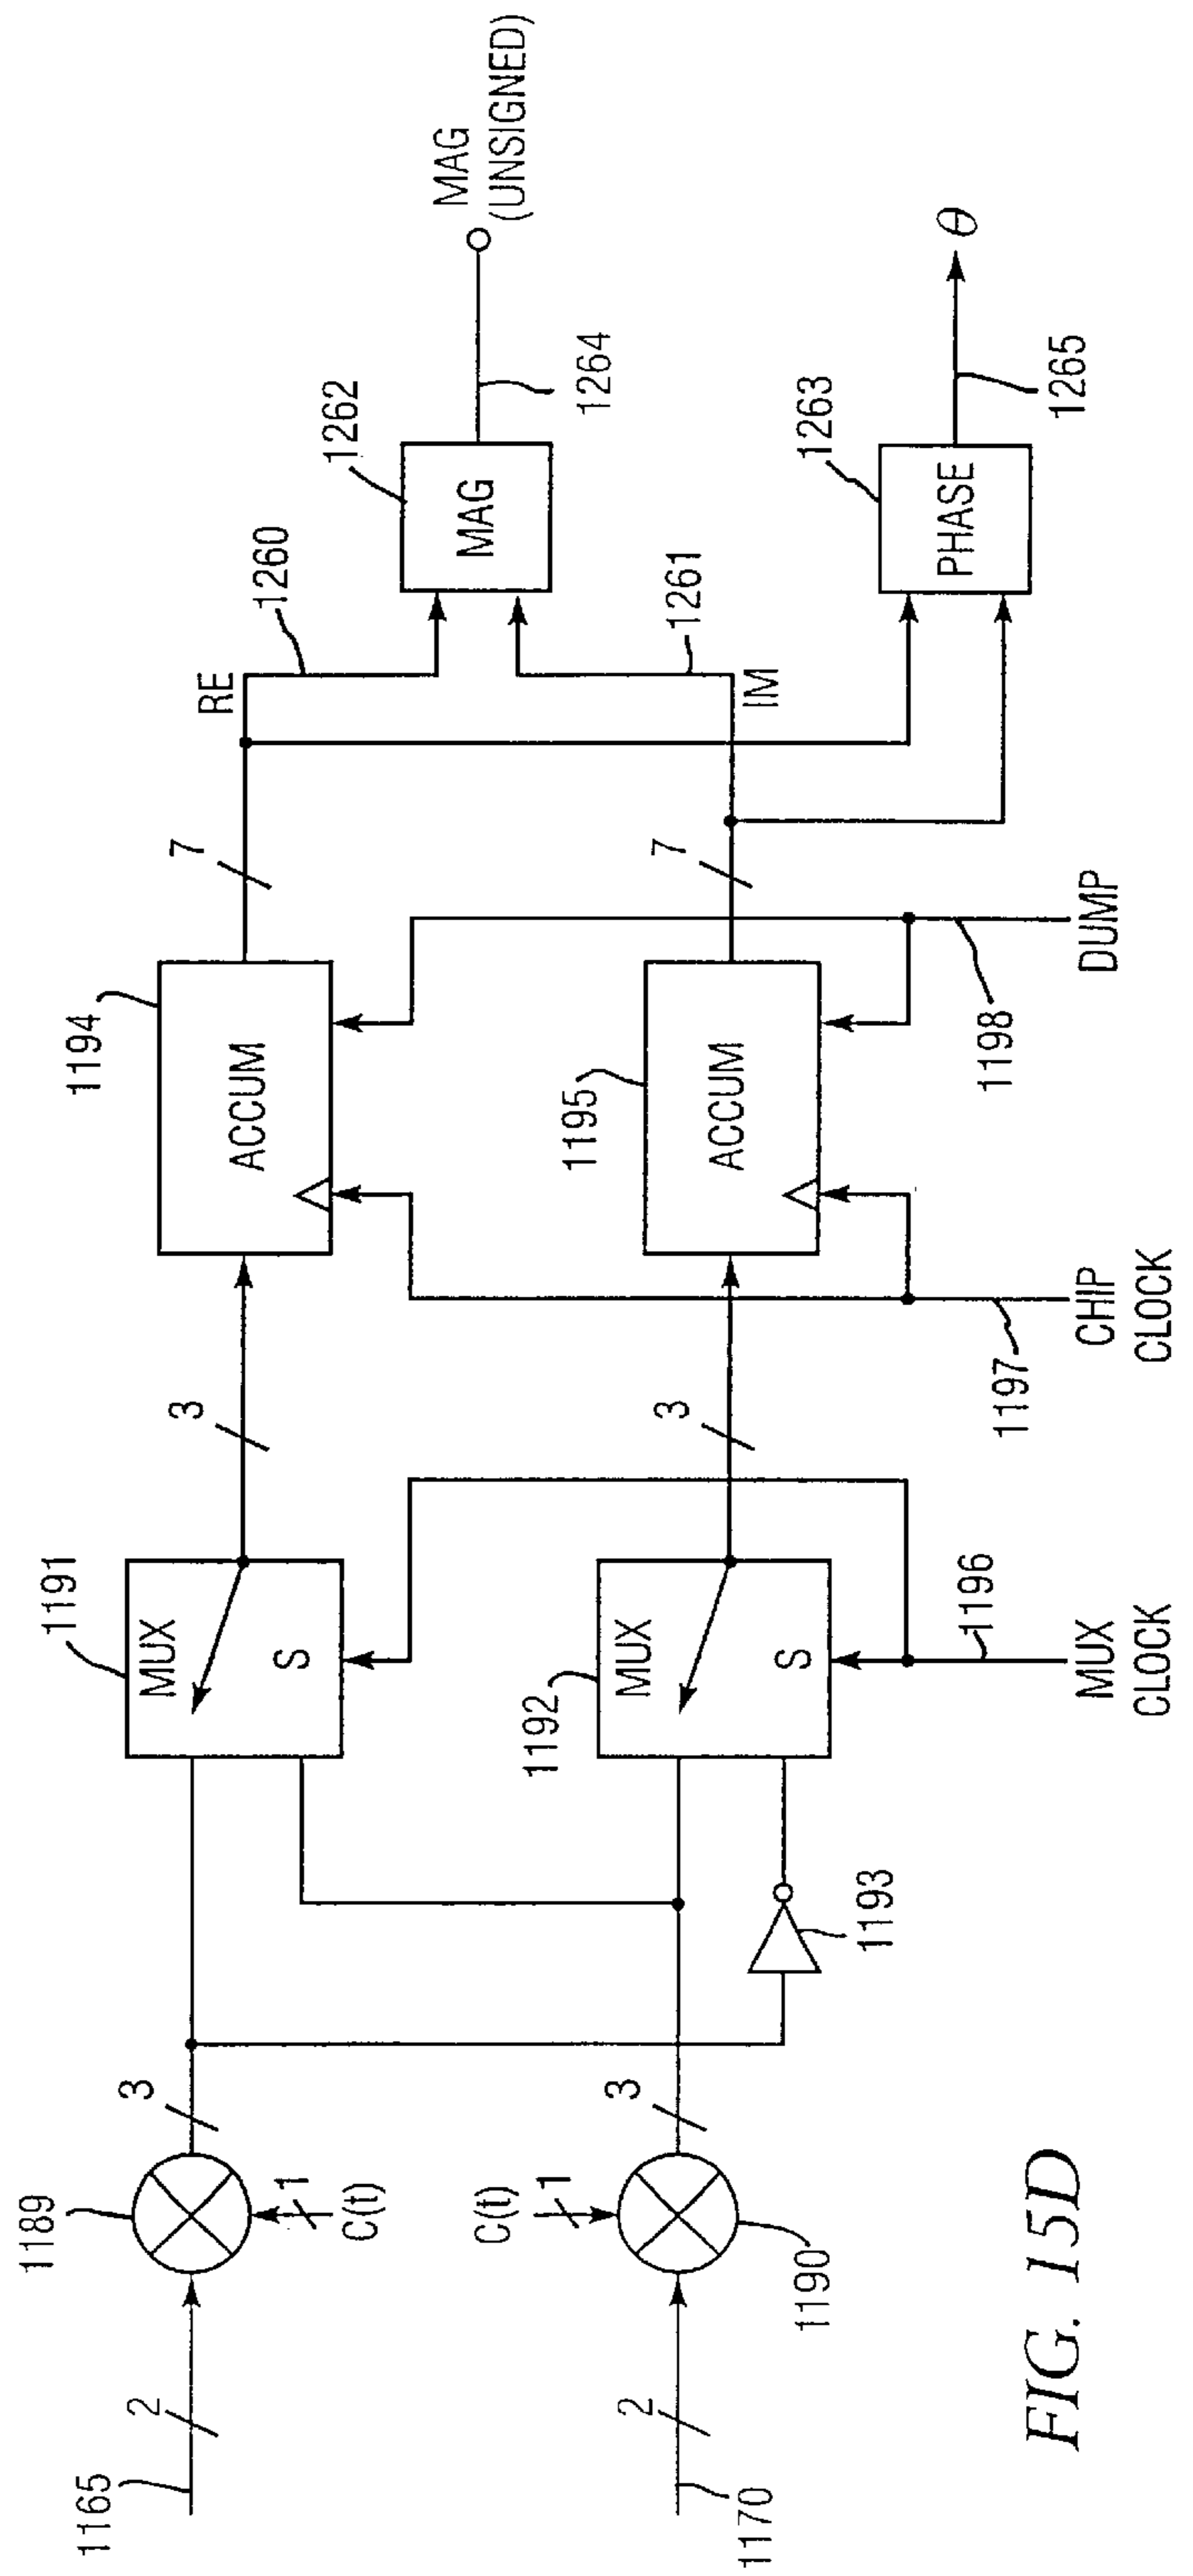 1165
2
1189
3
1
C(t)
1170
2
C(t)
1
1190
3
1193
1191
MUX
S
3
1192
MUX
S
3
1196
MUX
CLOCK
1194
ACCUM
7
1195
ACCUM
7
1197
CHIP
CLOCK
1198
DUMP
RE
1260
IM
1261
1262
MAG
1264
MAG
(UNSIGNED)
1263
PHASE
1265
θ
FIG. 15D